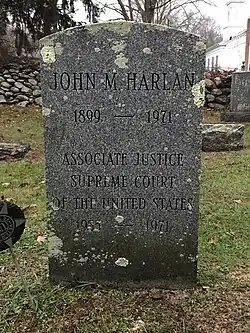 JOHN M. HARLAN
1899 — 1971
ASSOCIATE JUSTICE
SUPREME COURT
OF THE UNITED STATES
1955 — 1971